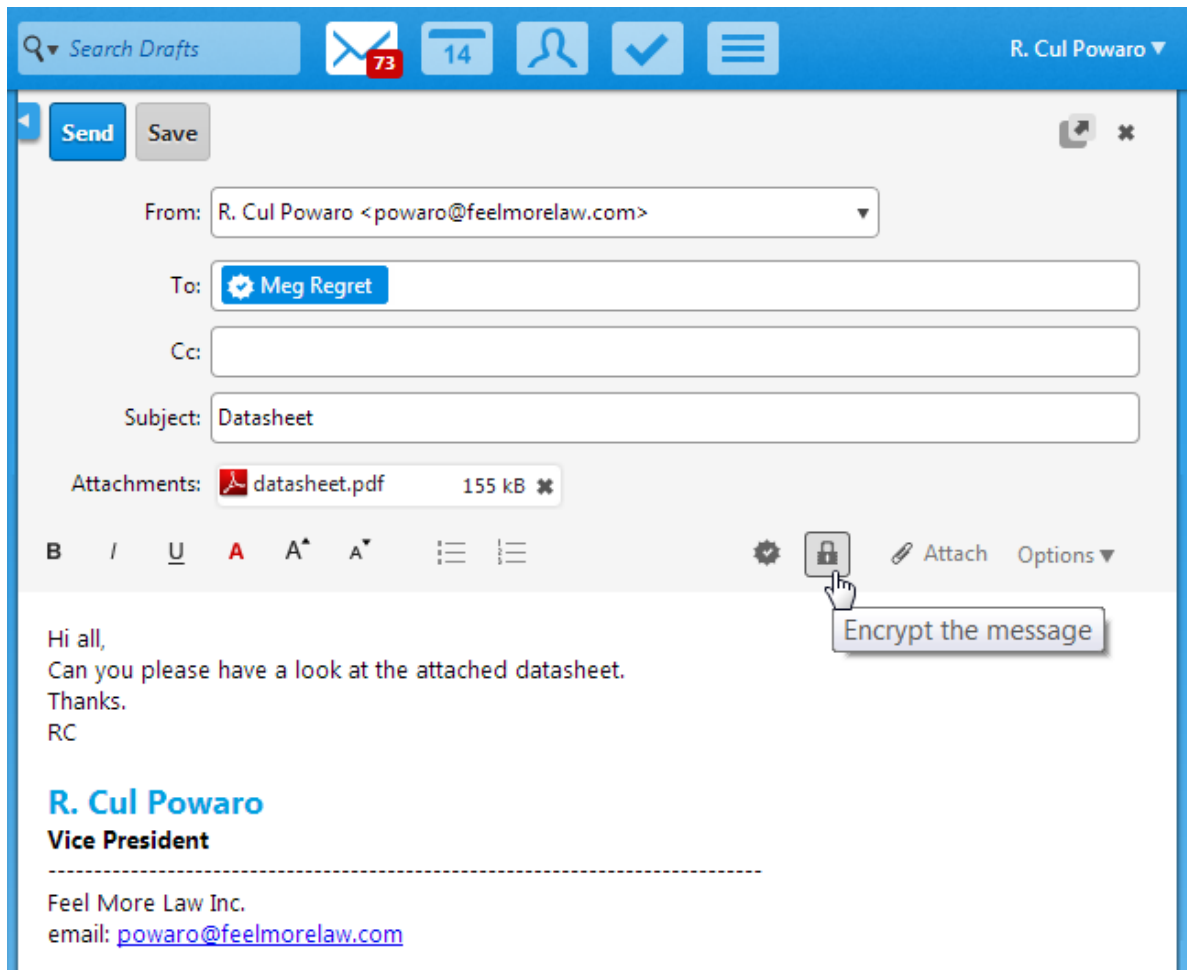 Search Drafts 73 14 R. Cul Powaro
Send Save
From: R. Cul Powaro <powaro@feelmorelaw.com>
To: Meg Regret
Cc:
Subject: Datasheet
Attachments: datasheet.pdf 155 kB
B I U A A A Attach Options
Encrypt the message
Hi all,
Can you please have a look at the attached datasheet.
Thanks.
RC
R. Cul Powaro
Vice President
-------------------------------------------------------------------------------
Feel More Law Inc.
email: powaro@feelmorelaw.com